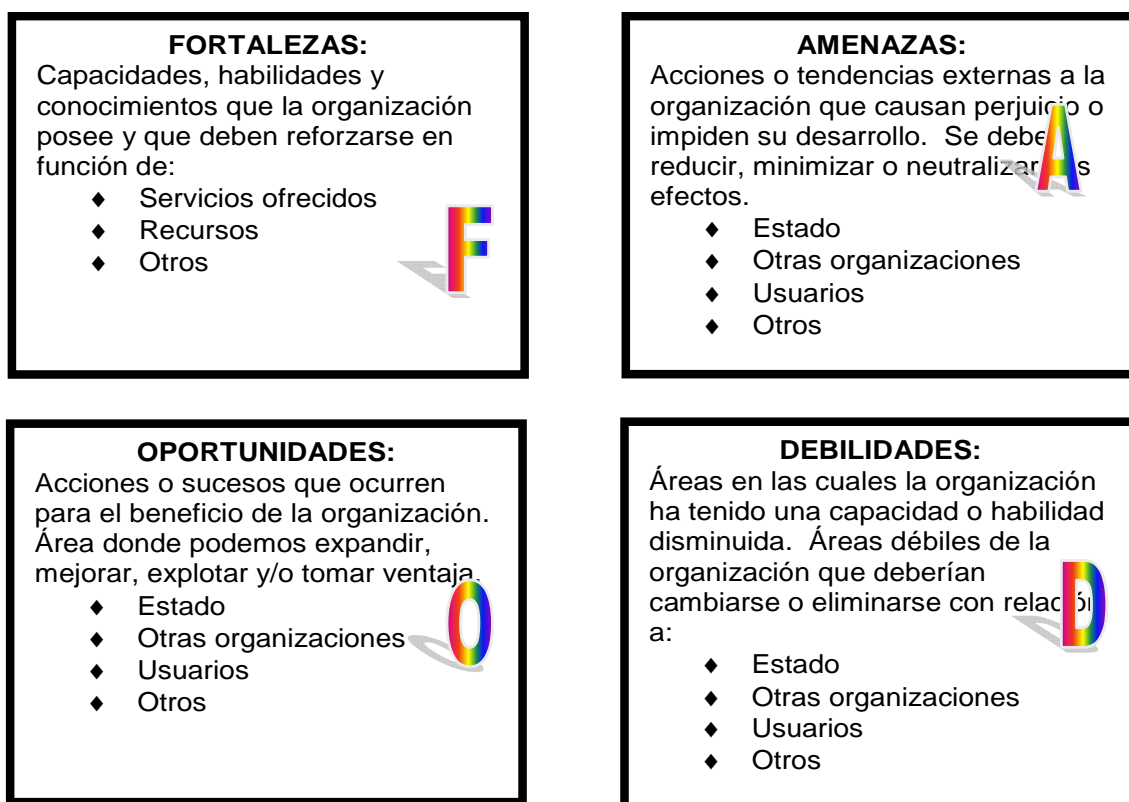 FORTALEZAS:
Capacidades, habilidades y
conocimientos que la organización
posee y que deben reforzarse en
función de:
♦ Servicios ofrecidos
♦ Recursos
♦ Otros
F
AMENAZAS:
Acciones o tendencias externas a la
organización que causan perjuicio o
impiden su desarrollo. Se debe
reducir, minimizar o neutralizar
efectos.
♦ Estado
♦ Otras organizaciones
♦ Usuarios
♦ Otros
A
OPORTUNIDADES:
Acciones o sucesos que ocurren
para el beneficio de la organización.
Área donde podemos expandir,
mejorar, explotar y/o tomar ventaja.
♦ Estado
♦ Otras organizaciones
♦ Usuarios
♦ Otros
O
DEBILIDADES:
Áreas en las cuales la organización
ha tenido una capacidad o habilidad
disminuida. Áreas débiles de la
organización que deberían
cambiarse o eliminarse con relación
a:
♦ Estado
♦ Otras organizaciones
♦ Usuarios
♦ Otros
D